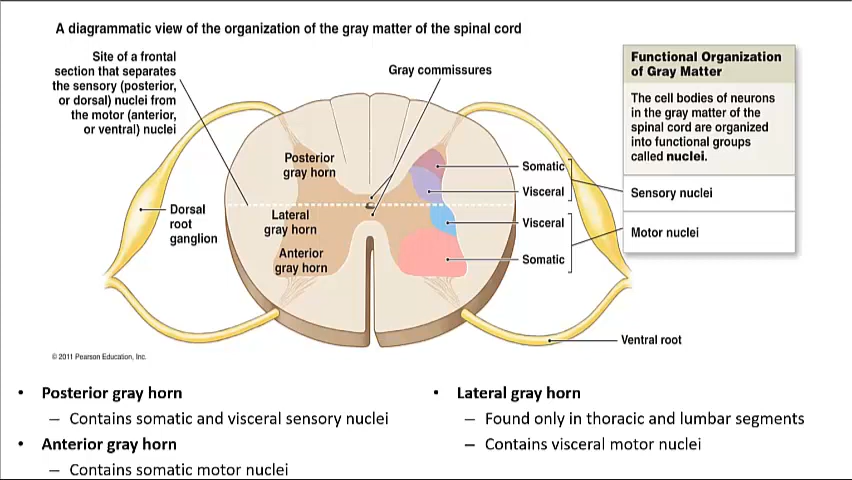 A diagrammatic view of the organization of the gray matter of the spinal cord
Site of a frontal
section that separates
the sensory (posterior,
or dorsal) nuclei from
the motor (anterior,
or ventral) nuclei
Gray commissures
Functional Organization
of Gray Matter
The cell bodies of neurons
in the gray matter of the
spinal cord are organized
into functional groups
called nuclei.
Posterior
gray horn
Somatic
Visceral
Sensory nuclei
Dorsal
root
ganglion
Lateral
gray horn
Visceral
Motor nuclei
Anterior
gray horn
Somatic
Ventral root
© 2011 Pearson Education, Inc.
• Posterior gray horn
– Contains somatic and visceral sensory nuclei
• Anterior gray horn
– Contains somatic motor nuclei
• Lateral gray horn
– Found only in thoracic and lumbar segments
– Contains visceral motor nuclei